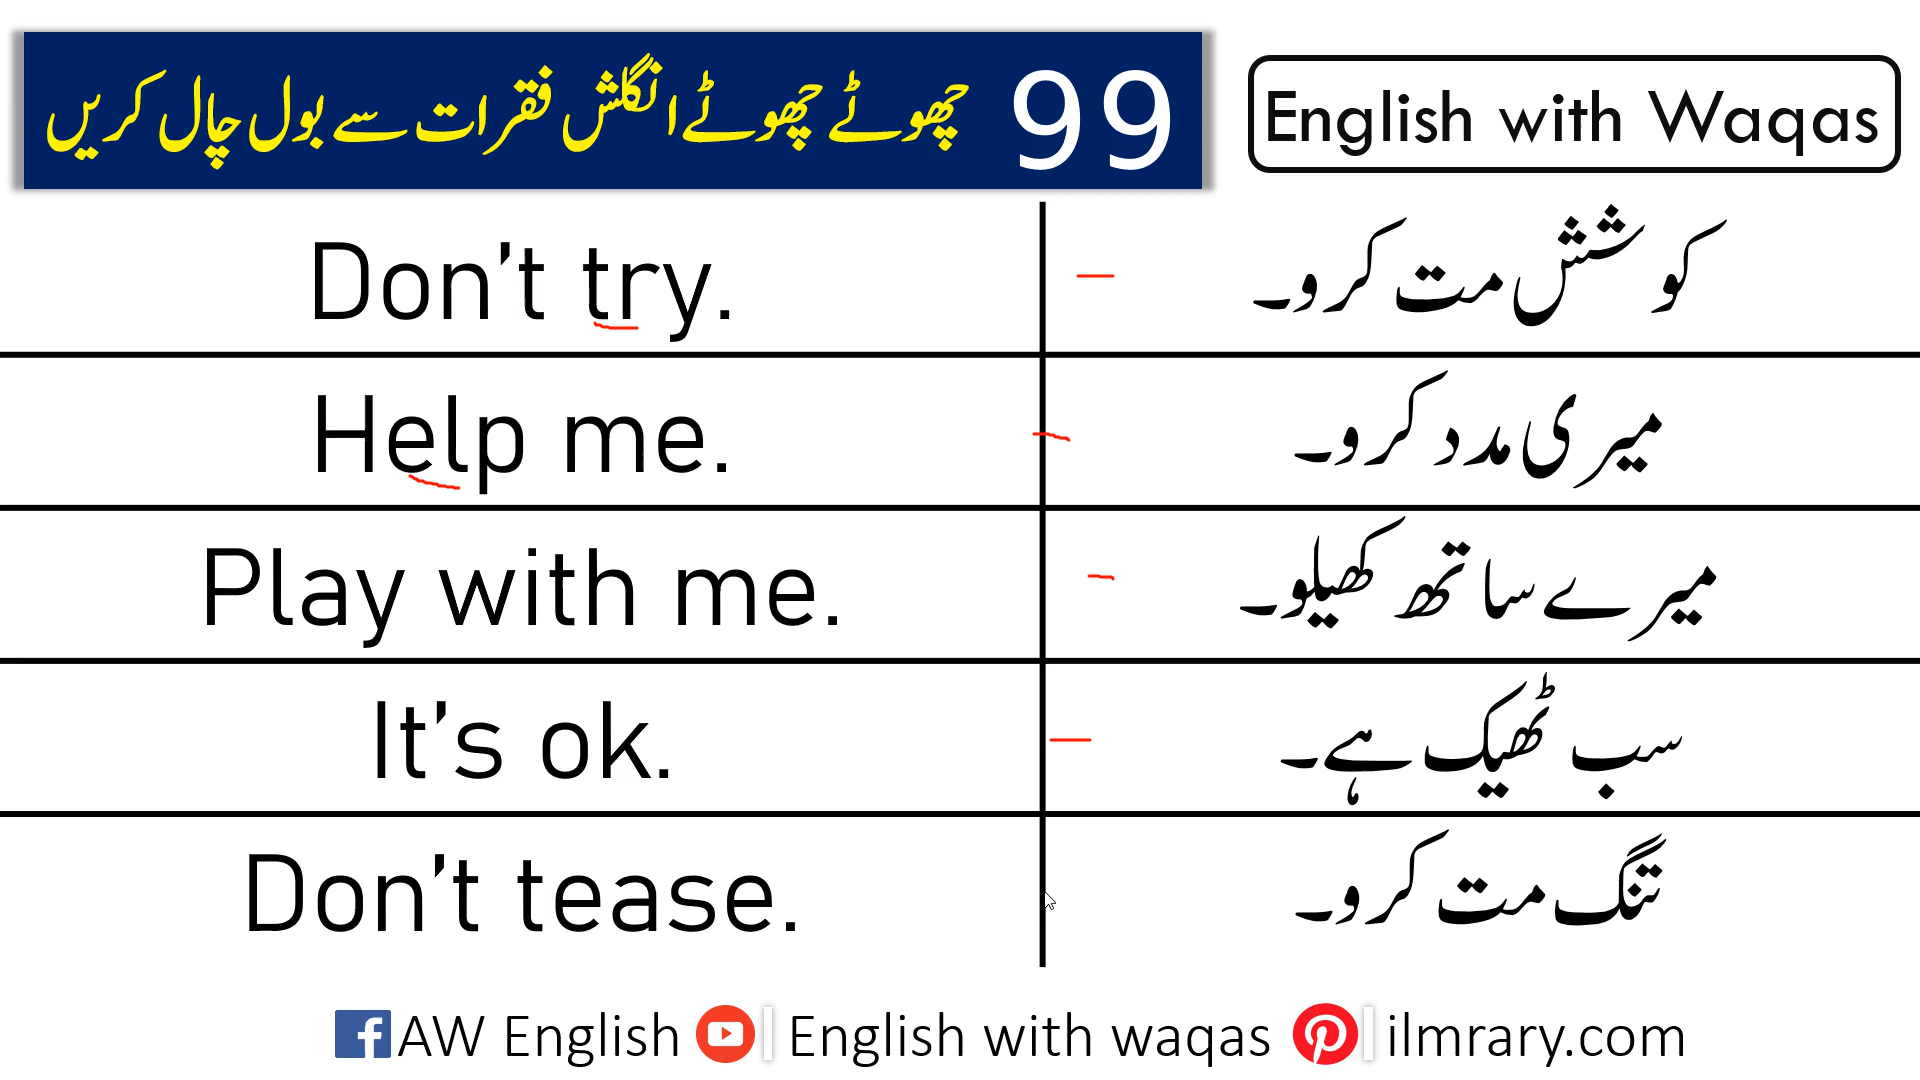 99 چھوٹے چھوٹے انگلش فقرات سے بول چال کریں
English with Waqas
Don't try. کوشش مت کرو۔
Help me. میری مدد کرو۔
Play with me. میرے ساتھ کھیلو۔
It's ok. سب ٹھیک ہے۔
Don't tease. تنگ مت کرو۔
AW English | English with waqas | ilmrary.com